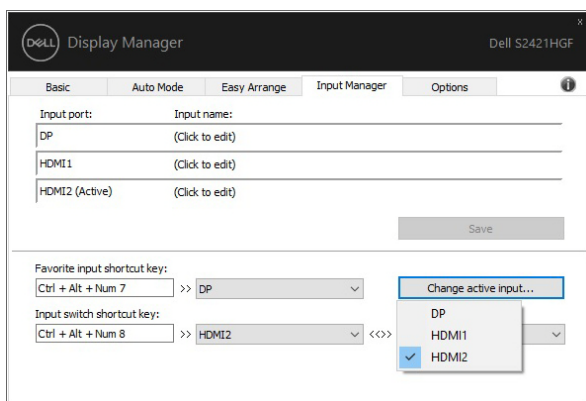 x
DELL Display Manager Dell S2421HGF
Basic Auto Mode Easy Arrange Input Manager Options i
Input port: Input name:
DP (Click to edit)
HDMI1 (Click to edit)
HDMI2 (Active) (Click to edit)
Save
Favorite input shortcut key:
Ctrl + Alt + Num 7 >> DP Change active input...
Input switch shortcut key:
Ctrl + Alt + Num 8 >> HDMI2 <<>>
DP
HDMI1
HDMI2